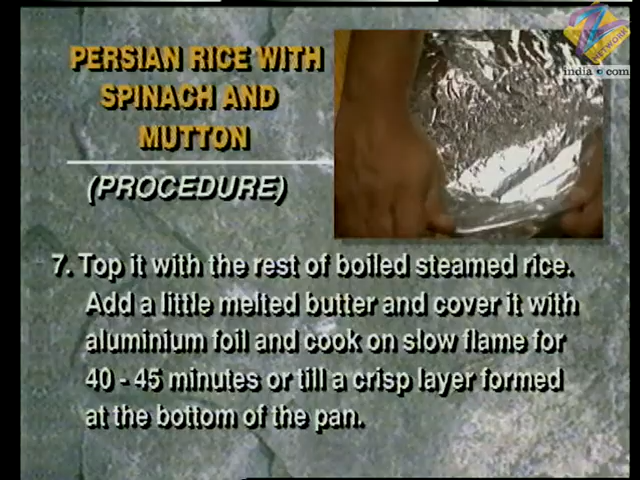 PERSIAN RICE WITH
SPINACH AND
MUTTON
(PROCEDURE)
7. Top it with the rest of boiled steamed rice.
Add a little melted butter and cover it with
aluminium foil and cook on slow flame for
40 - 45 minutes or till a crisp layer formed
at the bottom of the pan.
Z NETWORK
india.com